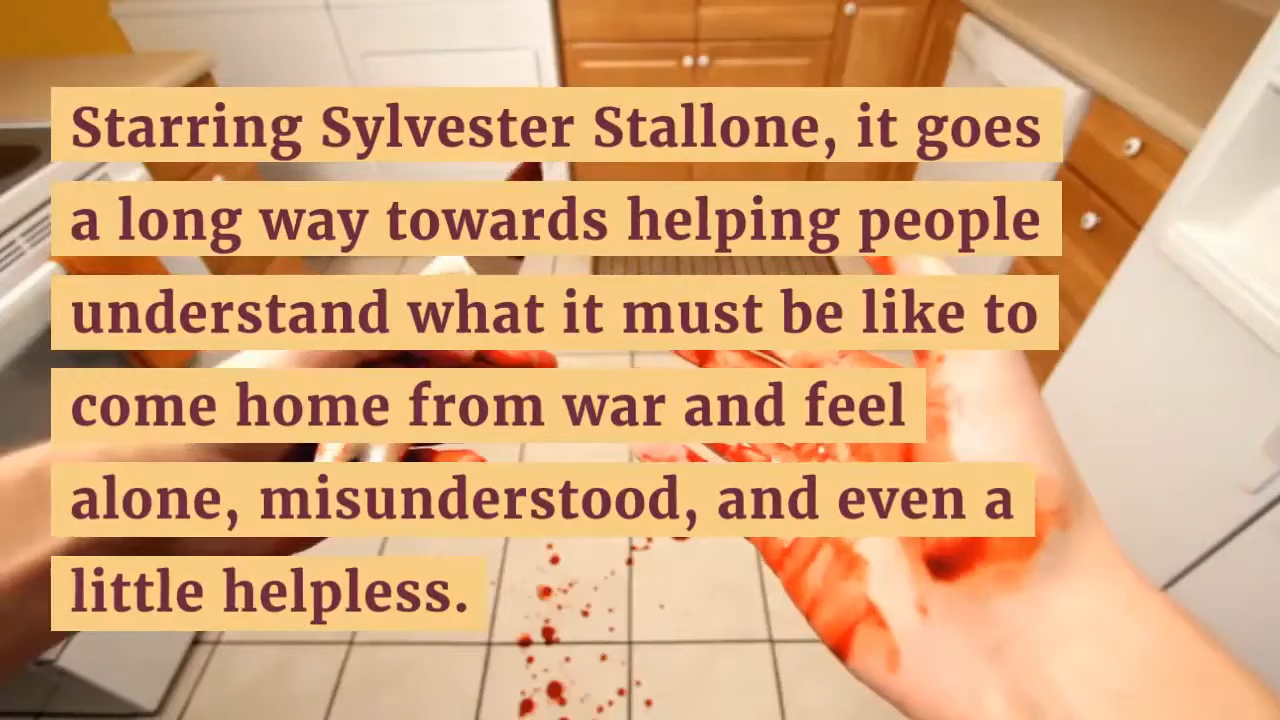 Starring Sylvester Stallone, it goes
a long way towards helping people
understand what it must be like to
come home from war and feel
alone, misunderstood, and even a
little helpless.